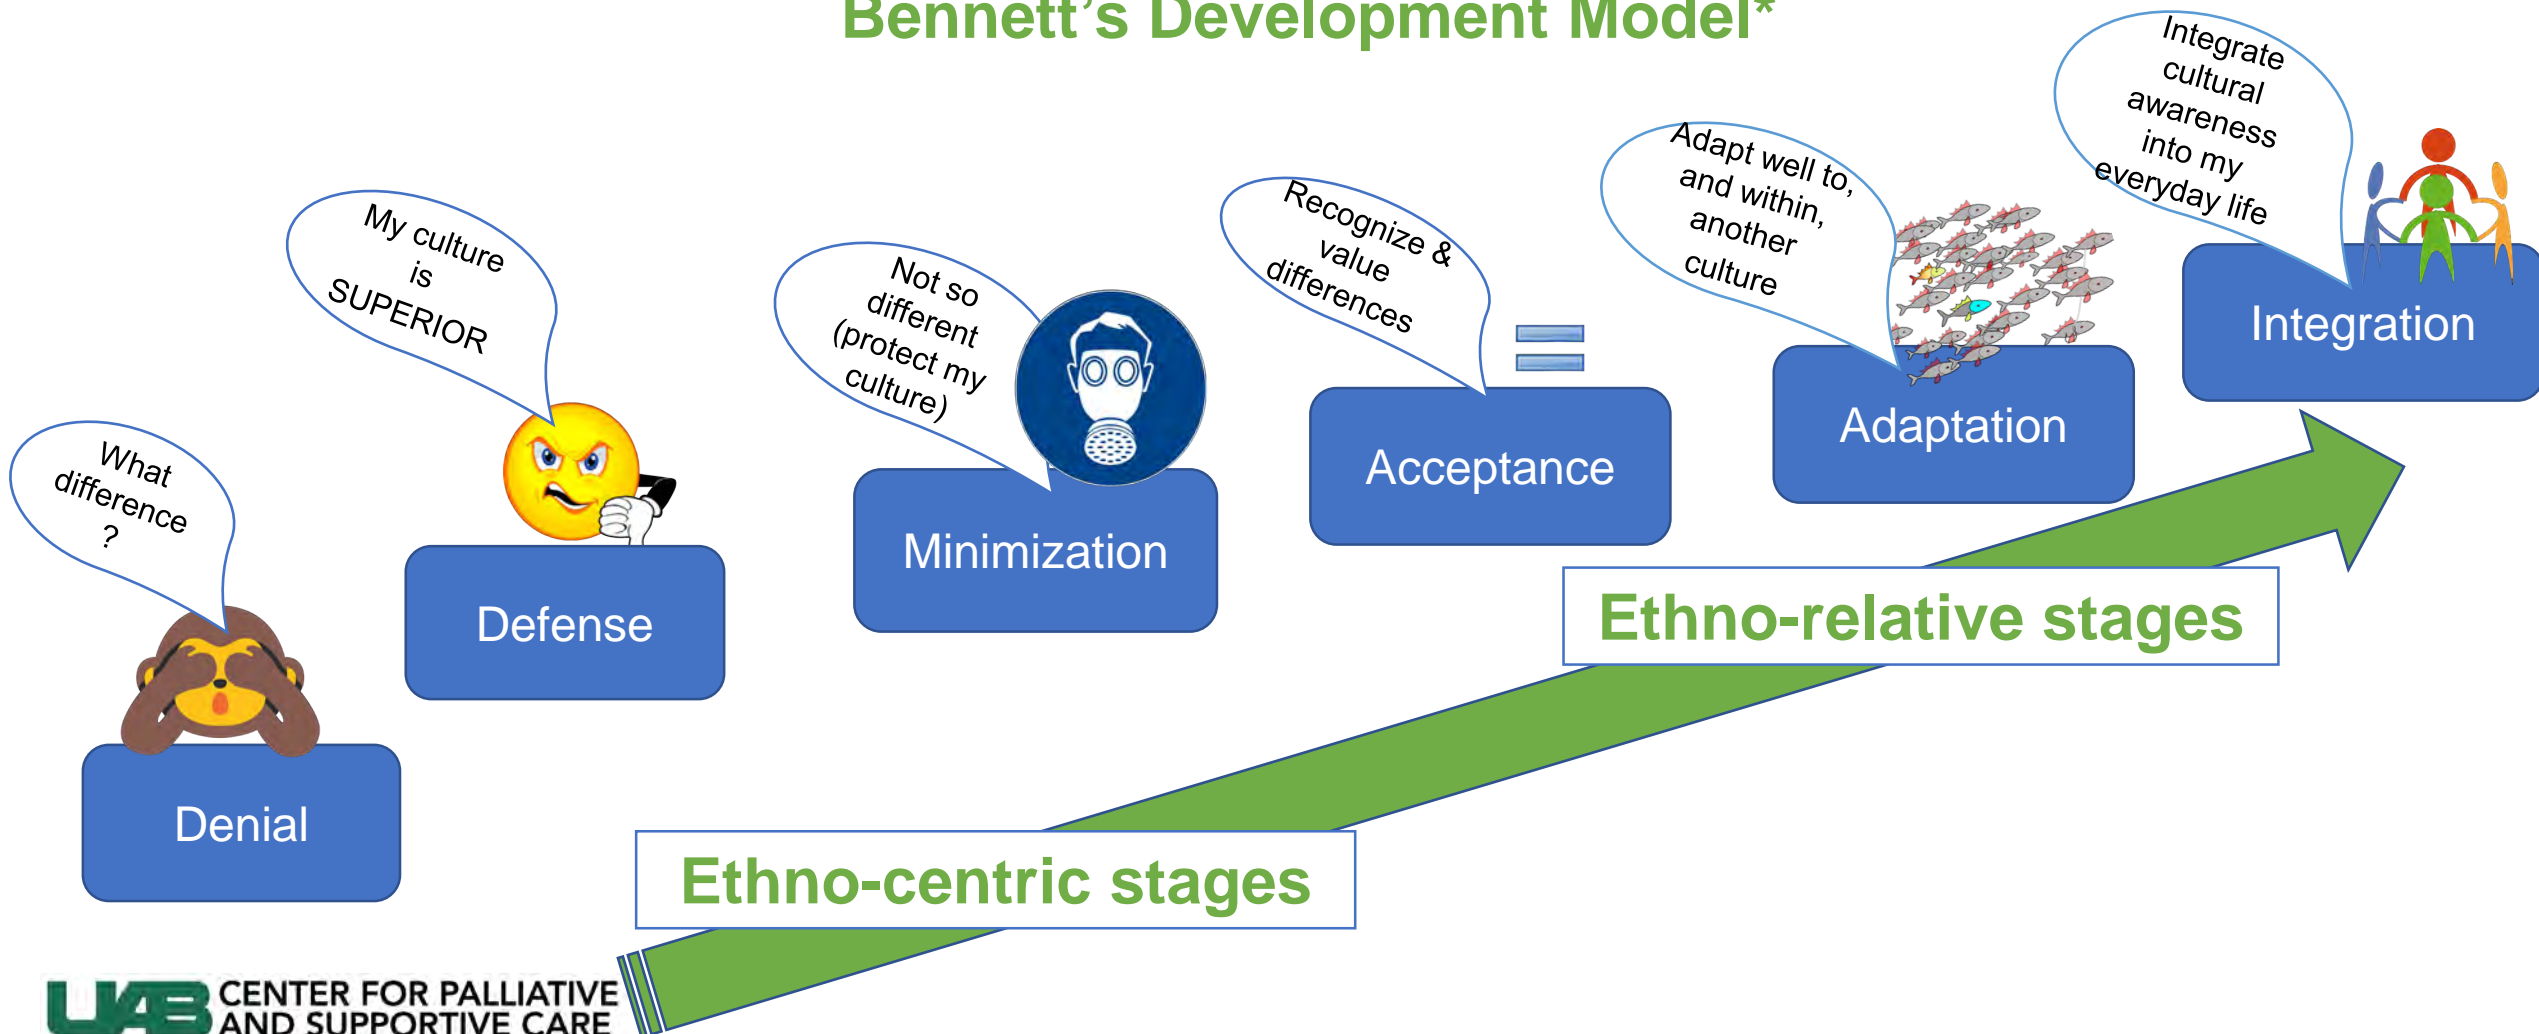 Bennett's Development Model*
What
difference
?
Denial
My culture
is
SUPERIOR
Defense
Not so
different
(protect my
culture)
Minimization
Recognize &
value
differences
Acceptance
Adapt well to,
and within,
another
culture
Adaptation
Integrate
cultural
awareness
into my
everyday life
Integration
Ethno-relative stages
Ethno-centric stages
UAB CENTER FOR PALLIATIVE
AND SUPPORTIVE CARE